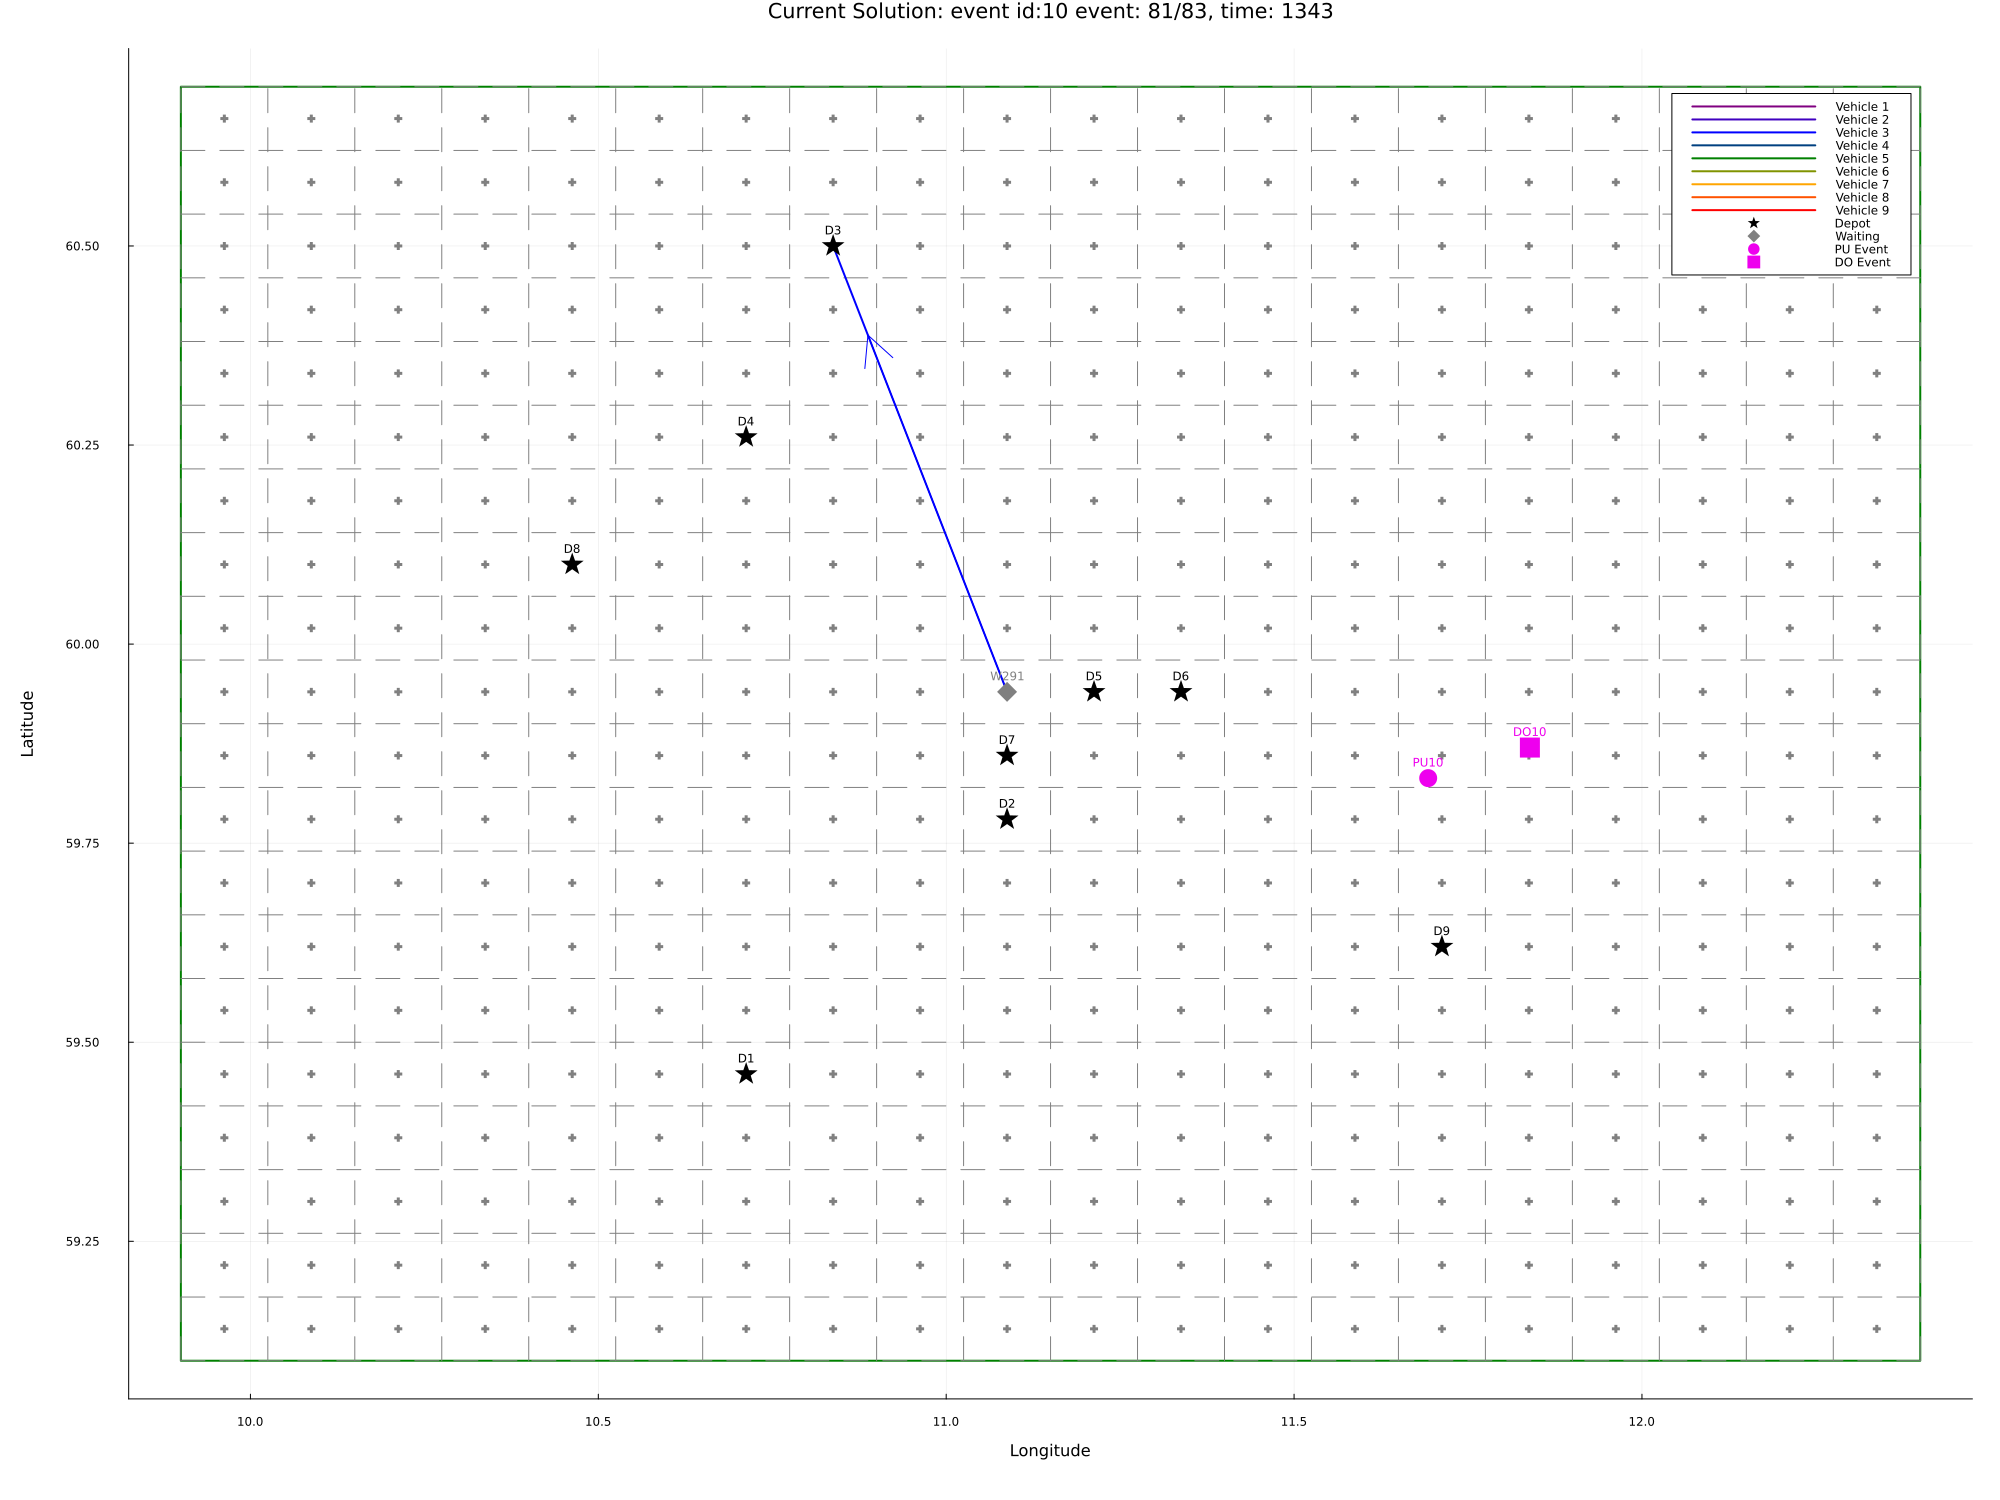 Current Solution: event id:10 event: 81/83, time: 1343
Vehicle 1
Vehicle 2
Vehicle 3
Vehicle 4
Vehicle 5
Vehicle 6
Vehicle 7
Vehicle 8
Vehicle 9
Depot
Waiting
PU Event
DO Event
D3
60.50
D4
60.25
D8
60.00
W291
D5
D6
Latitude
DO10
D7
PU10
D2
59.75
D9
59.50
D1
59.25
10.0
10.5
11.0
11.5
12.0
Longitude